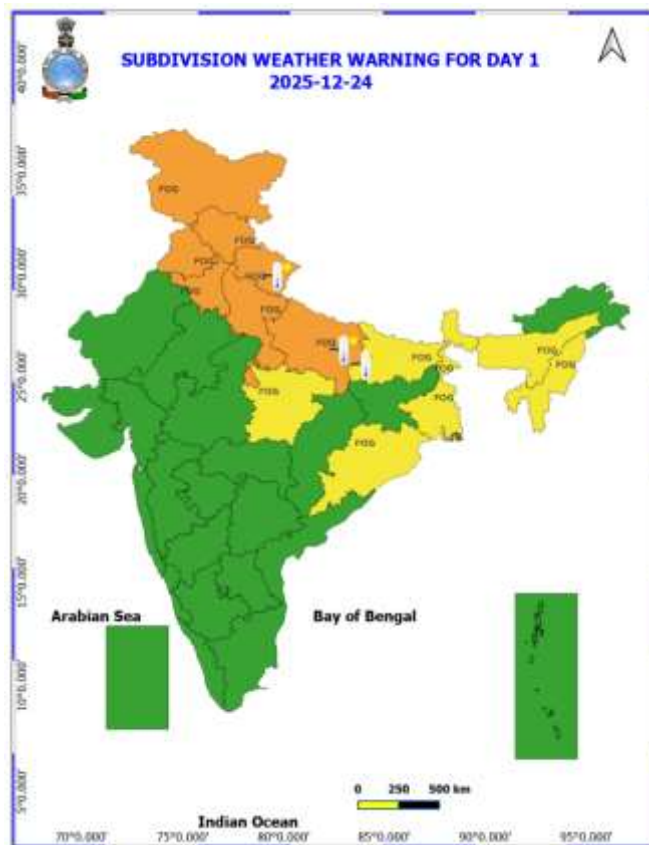 SUBDIVISION WEATHER WARNING FOR DAY 1
2025-12-24
40°0.000'
35°0.000'
30°0.000'
25°0.000'
20°0.000'
15°0.000'
10°0.000'
5°0.000'
FOG
FOG
FOG
FOG
FOG
FOG
FOG
FOG
FOG
FOG
FOG
FOG
FOG
FOG
Arabian Sea
Bay of Bengal
0 250 500 km
Indian Ocean
70°0.000' 75°0.000' 80°0.000' 85°0.000' 90°0.000' 95°0.000'